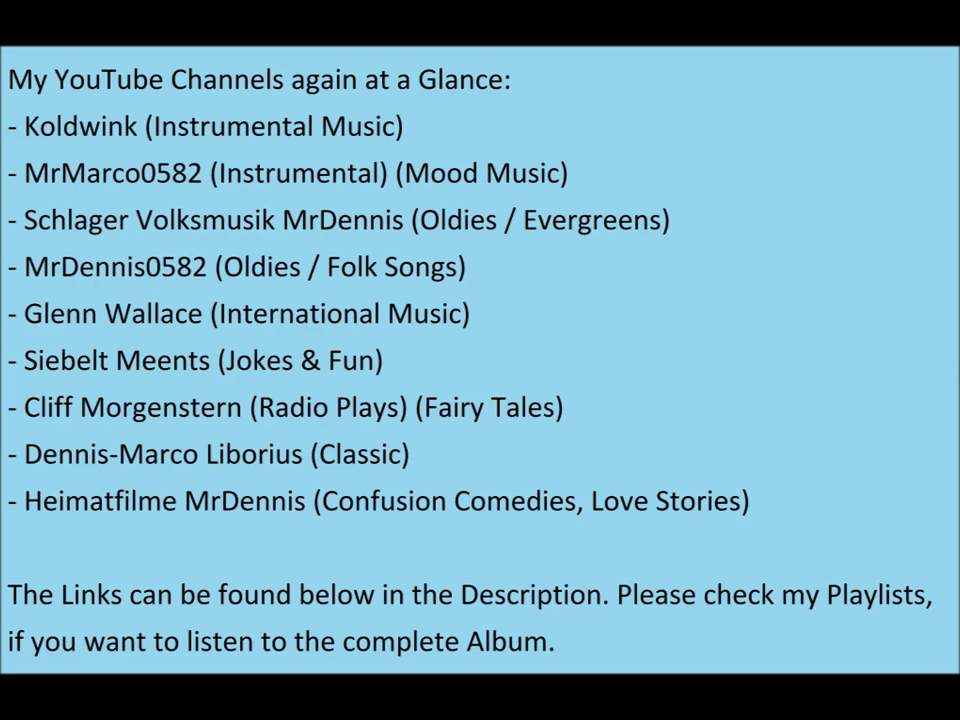 My YouTube Channels again at a Glance:
- Koldwink (Instrumental Music)
- MrMarco0582 (Instrumental) (Mood Music)
- Schlager Volksmusik MrDennis (Oldies / Evergreens)
- MrDennis0582 (Oldies / Folk Songs)
- Glenn Wallace (International Music)
- Siebelt Meents (Jokes & Fun)
- Cliff Morgenstern (Radio Plays) (Fairy Tales)
- Dennis-Marco Liborius (Classic)
- Heimatfilme MrDennis (Confusion Comedies, Love Stories)
The Links can be found below in the Description. Please check my Playlists,
if you want to listen to the complete Album.